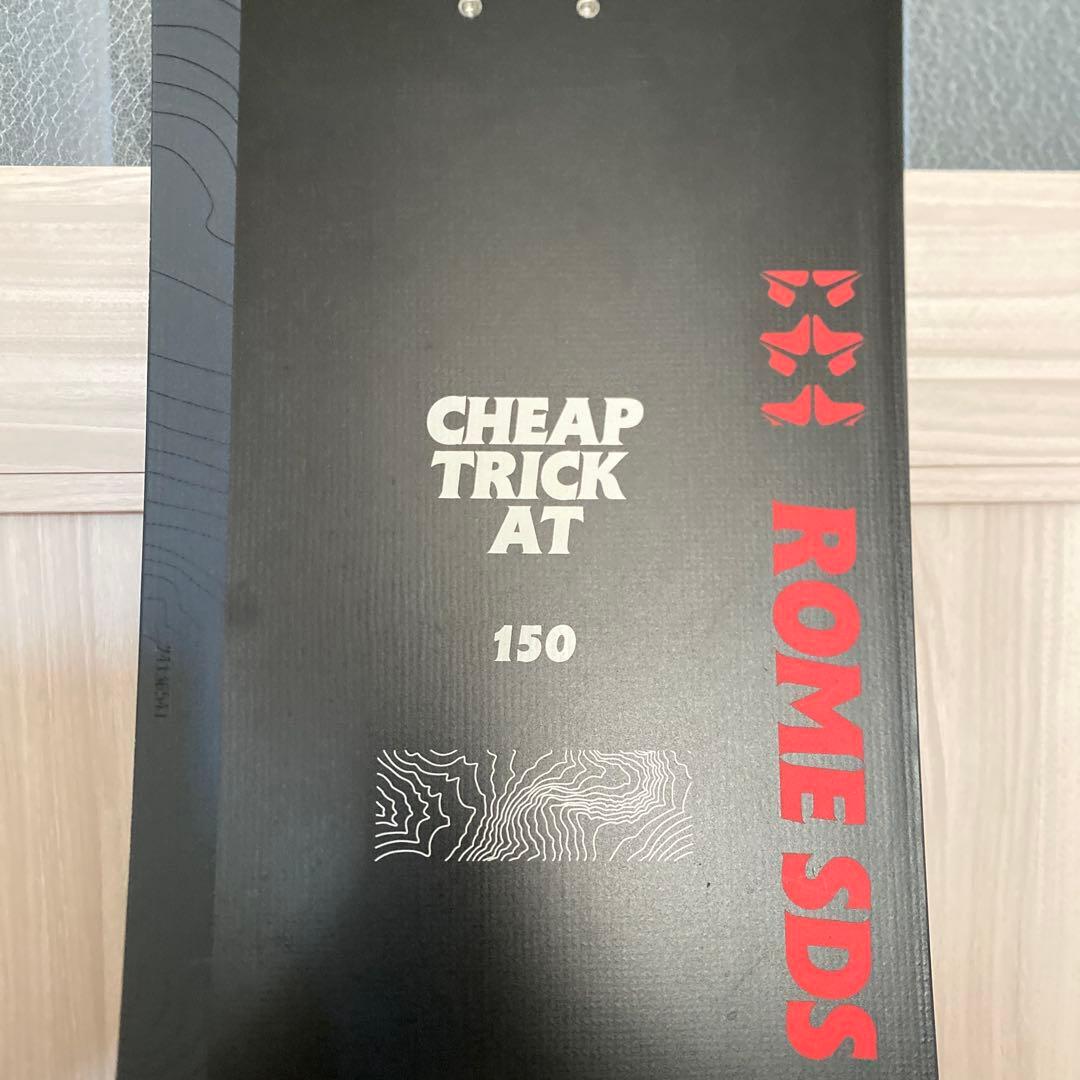 CHEAP
TRICK
AT
150
ROME SDS